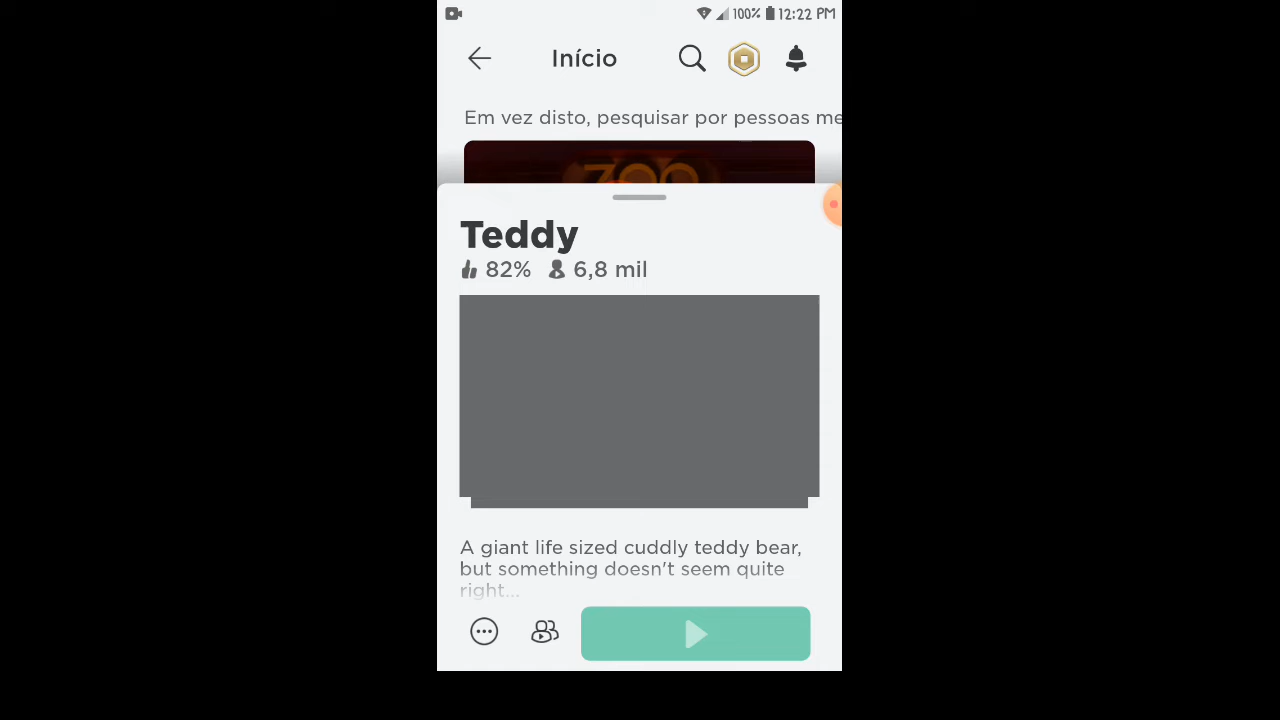 100% 12:22 PM
Início
Em vez disto, pesquisar por pessoas me
Teddy
82% 6,8 mil
A giant life sized cuddly teddy bear,
but something doesn't seem quite
right...